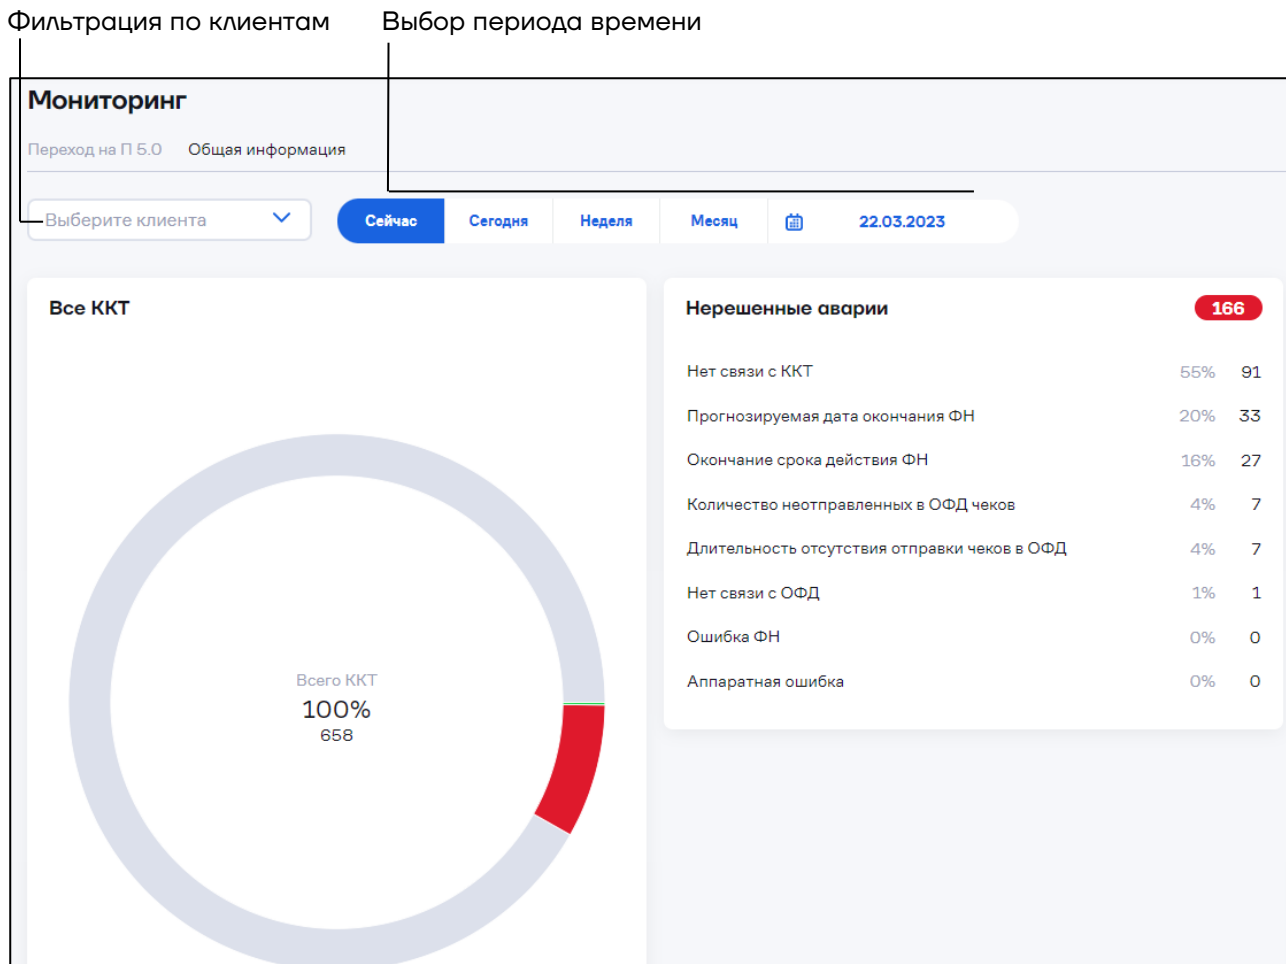 Фильтрация по клиентам
Выбор периода времени
Мониторинг
Переход на П 5.0
Общая информация
Выберите клиента
Сейчас
Сегодня
Неделя
Месяц
22.03.2023
Все ККТ
Всего ККТ
100%
658
Нерешенные аварии 166
Нет связи с ККТ 55% 91
Прогнозируемая дата окончания ФН 20% 33
Окончание срока действия ФН 16% 27
Количество неотправленных в ОФД чеков 4% 7
Длительность отсутствия отправки чеков в ОФД 4% 7
Нет связи с ОФД 1% 1
Ошибка ФН 0% 0
Аппаратная ошибка 0% 0